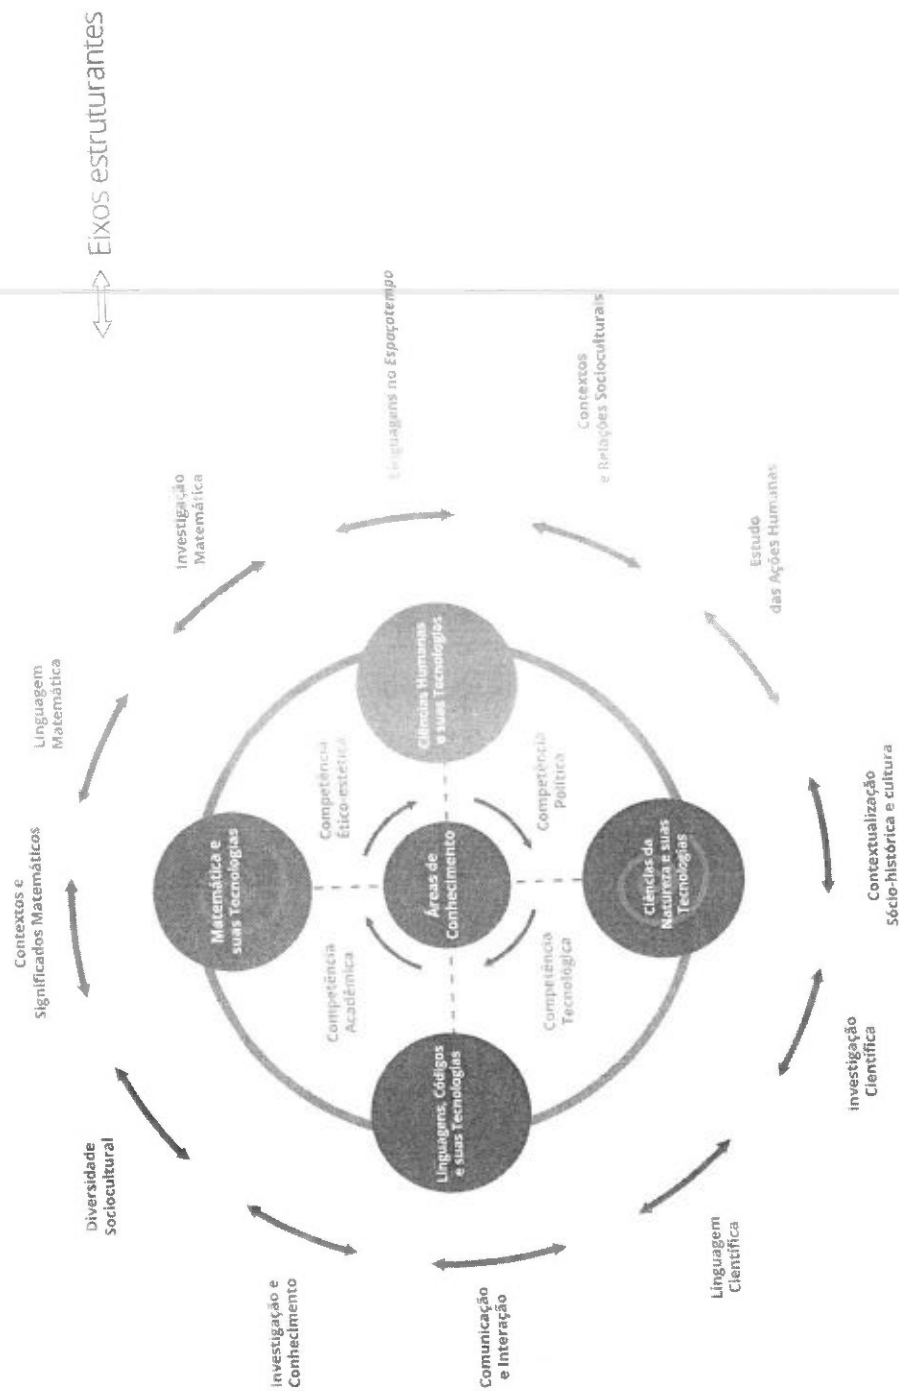 Eixos estruturantes
Contextos e
Significados Matemáticos
Linguagem
Matemática
Investigação
Matemática
Linguagens no Espaçotempo
Contextos
e Relações Socioculturais
Estudo
das Ações Humanas
Contextualização
Sócio-histórica e cultura
Investigação
Científica
Linguagem
Científica
Comunicação
e Interação
Investigação e
Conhecimento
Diversidade
Sociocultural
Matemática e
suas Tecnologias
Ciências Humanas
e suas Tecnologias
Ciências da
Natureza e suas
Tecnologias
Linguagens, Códigos
e suas Tecnologias
Competência
Acadêmica
Competência
Ético-estética
Competência
Política
Competência
Tecnológica
Áreas de
Conhecimento